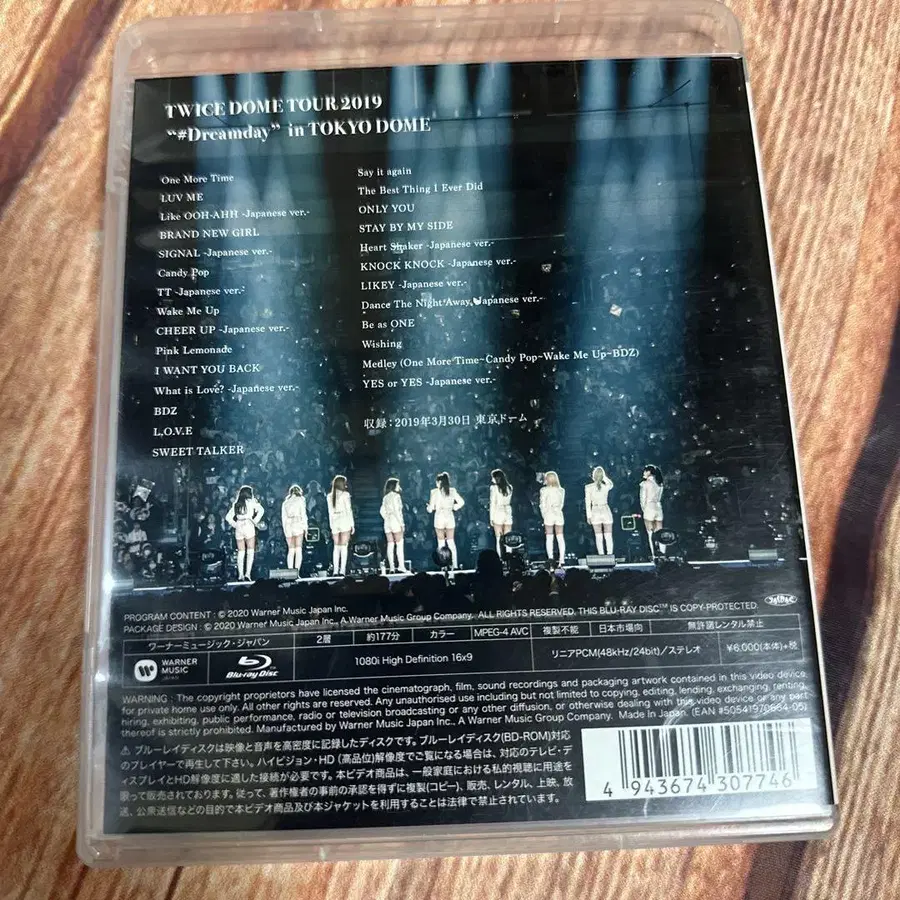 TWICE DOME TOUR 2019
“#Dreamday” in TOKYO DOME
One More Time
LUV ME
Like OOH-AHH -Japanese ver.-
BRAND NEW GIRL
SIGNAL -Japanese ver.-
Candy Pop
TT -Japanese ver.-
Wake Me Up
CHEER UP -Japanese ver.-
Pink Lemonade
I WANT YOU BACK
What is Love? -Japanese ver.-
BDZ
L.O.V.E
SWEET TALKER
Say it again
The Best Thing I Ever Did
ONLY YOU
STAY BY MY SIDE
Heart Shaker -Japanese ver.-
KNOCK KNOCK -Japanese ver.-
LIKEY -Japanese ver.-
Dance The Night Away -Japanese ver.-
Be as ONE
Wishing
Medley (One More Time~Candy Pop~Wake Me Up~BDZ)
YES or YES -Japanese ver.-
収録:2019年3月30日 東京ドーム
PROGRAM CONTENT : © 2020 Warner Music Japan Inc.
PACKAGE DESIGN : © 2020 Warner Music Japan Inc., A Warner Music Group Company. ALL RIGHTS RESERVED. THIS BLU-RAY DISC™ IS COPY-PROTECTED.
ワーナーミュージック・ジャパン 2層 約177分 カラー MPEG-4 AVC 複製不能 日本市場向 無許諾レンタル禁止
WARNER MUSIC JAPAN Blu-ray Disc 1080i High Definition 16x9 リニアPCM(48kHz/24bit)/ステレオ ¥6,000(本体)+税
WARNING : The copyright proprietors have licensed the cinematograph, film, sound recordings and packaging artwork contained in this video device
for private home use only. All other rights are reserved. Any unauthorised use including but not limited to copying, editing, lending, exchanging, renting,
hiring, exhibiting, public performance, radio or television broadcasting or any other diffusion, or otherwise dealing with this video device or any part
thereof is strictly prohibited. Manufactured by Warner Music Japan Inc., A Warner Music Group Company. Made in Japan. (EAN #50541970664-05)
⚠ブルーレイディスクは映像と音声を高密度に記録したディスクです。ブルーレイディスク(BD-ROM)対応
のプレイヤーで再生して下さい。ハイビジョン・HD(高品位)解像度でご覧になる場合は、対応のテレビ・デ
ィスプレイとHD解像度に適した接続が必要です。本ビデオ商品は、一般家庭における私的視聴に用途を
限って販売されております。従って、著作権者の事前の承認を得ずに複製(コピー)、販売、レンタル、上映、放
送、公衆送信などの目的で本ビデオ商品及び本ジャケットを利用することは法律で禁止されています。
4 943674 307746